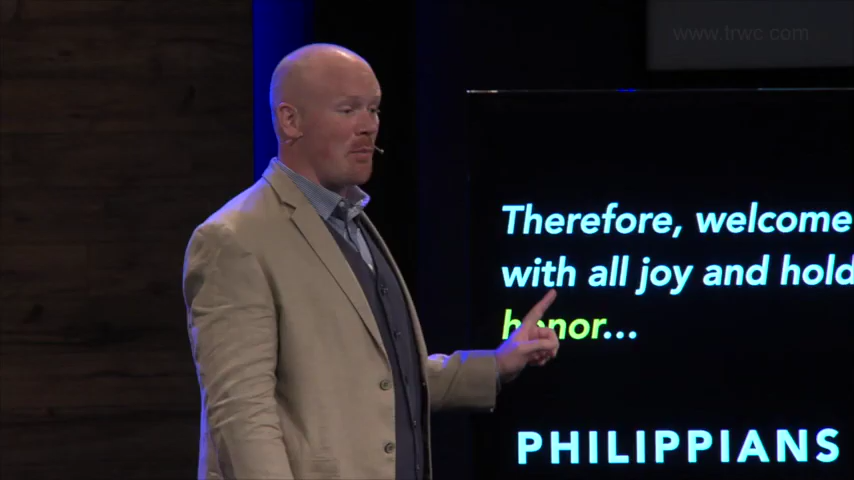 www.trwc.com
Therefore, welcome
with all joy and hold
honor...
PHILIPPIANS